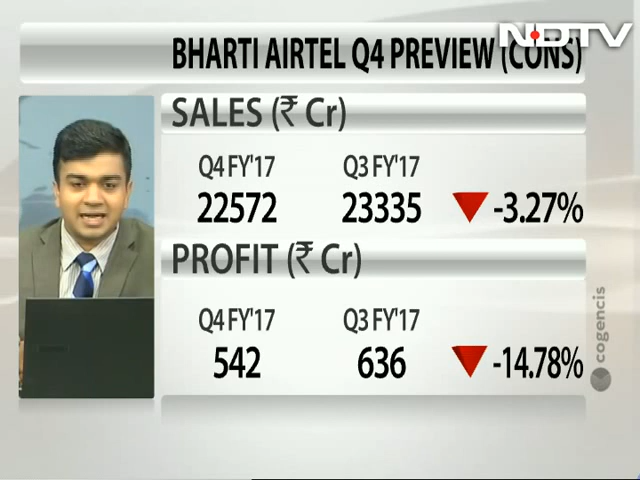 NDTV
BHARTI AIRTEL Q4 PREVIEW (CONS)
SALES (₹ Cr)
Q4 FY'17 Q3 FY'17
22572 23335 -3.27%
PROFIT (₹ Cr)
Q4 FY'17 Q3 FY'17
542 636 -14.78%
cogencis